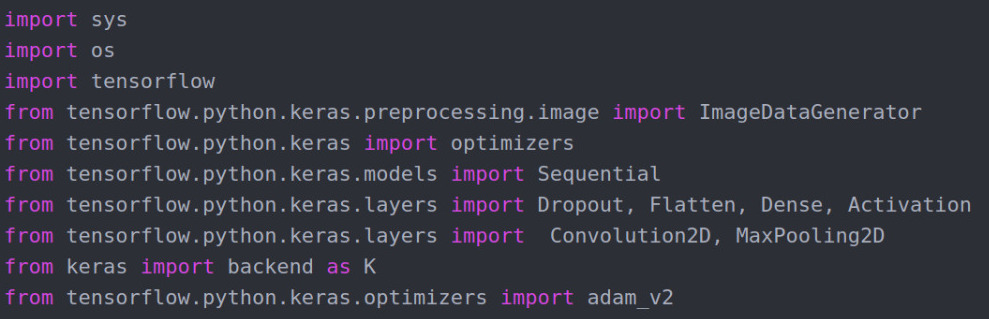 import sys
import os
import tensorflow
from tensorflow.python.keras.preprocessing.image import ImageDataGenerator
from tensorflow.python.keras import optimizers
from tensorflow.python.keras.models import Sequential
from tensorflow.python.keras.layers import Dropout, Flatten, Dense, Activation
from tensorflow.python.keras.layers import  Convolution2D, MaxPooling2D
from keras import backend as K
from tensorflow.python.keras.optimizers import adam_v2